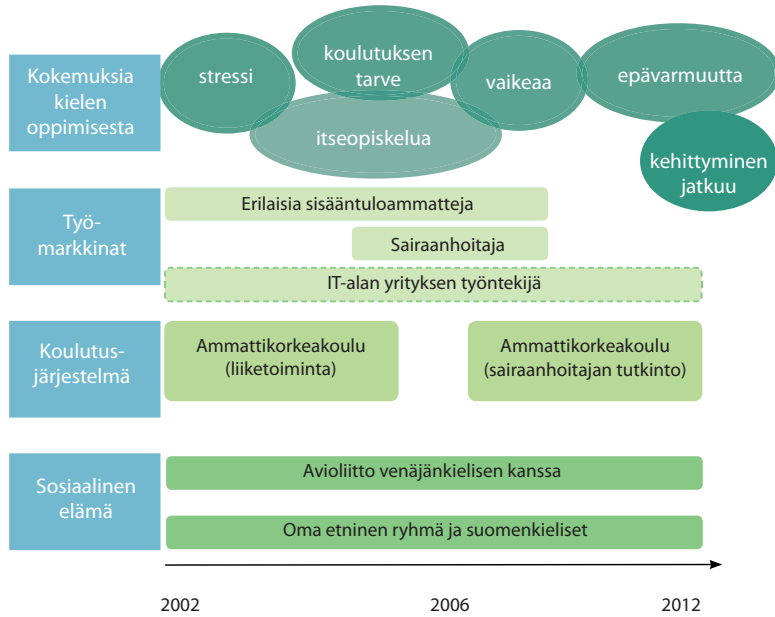 Kokemuksia
kielen
oppimisesta
stressi
koulutuksen
tarve
vaikeaa
epävarmuutta
itseopiskelua
kehittyminen
jatkuu
Työ-
markkinat
Erilaisia sisääntuloammatteja
Sairaanhoitaja
IT-alan yrityksen työntekijä
Koulutus-
järjestelmä
Ammattikorkeakoulu
(liiketoiminta)
Ammattikorkeakoulu
(sairaanhoitajan tutkinto)
Sosiaalinen
elämä
Avioliitto venäjänkielisen kanssa
Oma etninen ryhmä ja suomenkieliset
2002 2006 2012